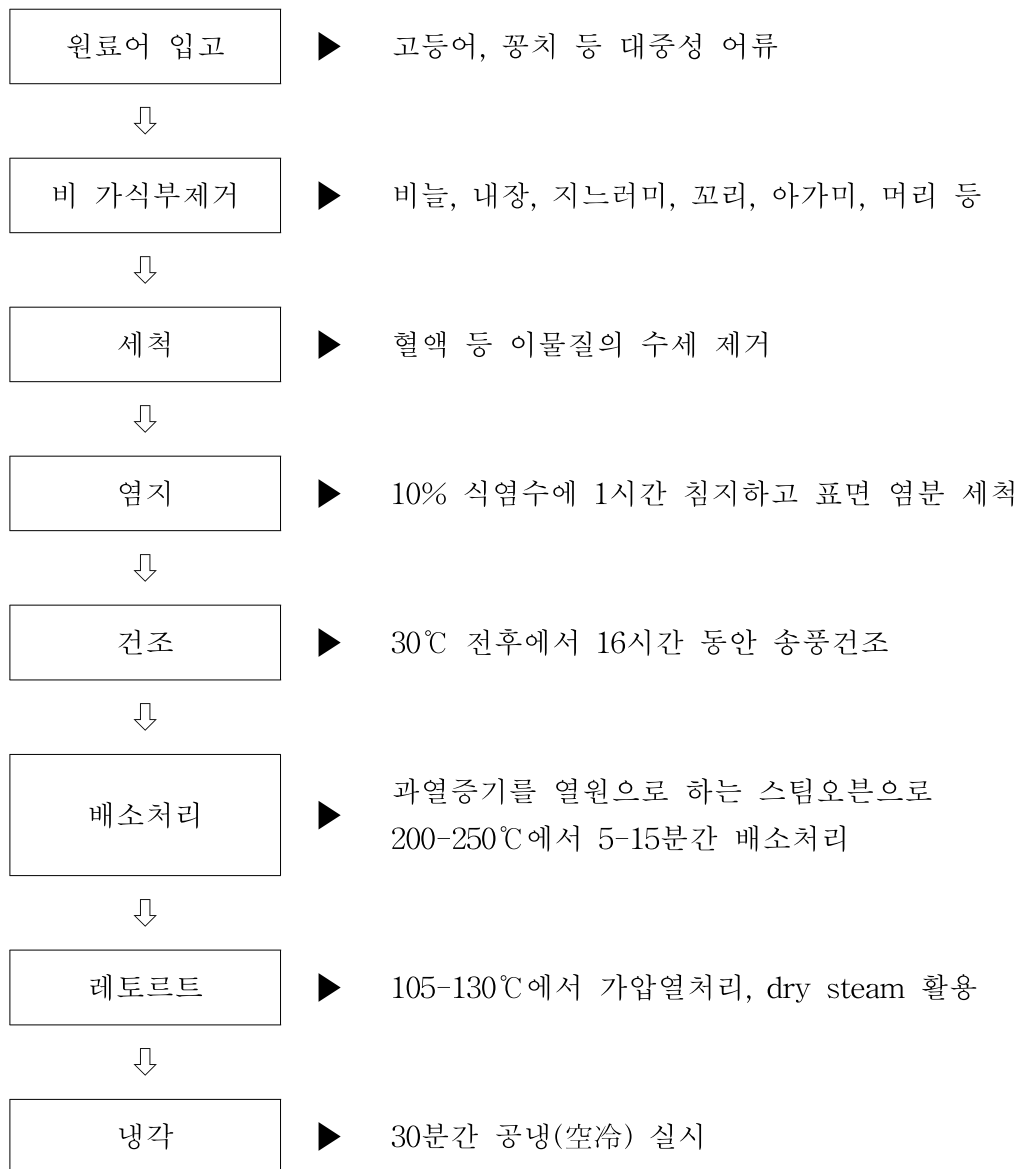 원료어 입고 ▶ 고등어, 꽁치 등 대중성 어류
⇩
비 가식부제거 ▶ 비늘, 내장, 지느러미, 꼬리, 아가미, 머리 등
⇩
세척 ▶ 혈액 등 이물질의 수세 제거
⇩
염지 ▶ 10% 식염수에 1시간 침지하고 표면 염분 세척
⇩
건조 ▶ 30℃ 전후에서 16시간 동안 송풍건조
⇩
배소처리 ▶ 과열증기를 열원으로 하는 스팀오븐으로
200-250℃에서 5-15분간 배소처리
⇩
레토르트 ▶ 105-130℃에서 가압열처리, dry steam 활용
⇩
냉각 ▶ 30분간 공냉(空冷) 실시